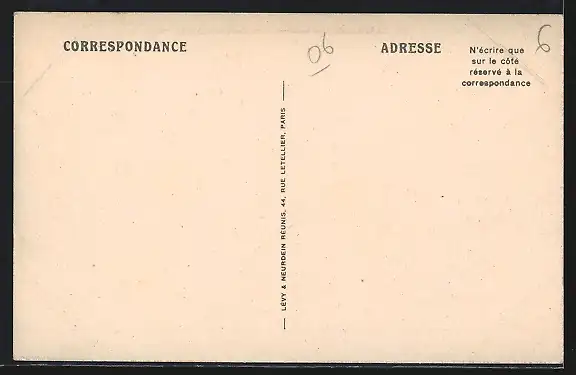 CORRESPONDANCE
06
ADRESSE
N'écrire que
sur le côté
réservé à la
correspondance
6
LÉVY & NEURDEIN RÉUNIS, 44, RUE LETELLIER, PARIS